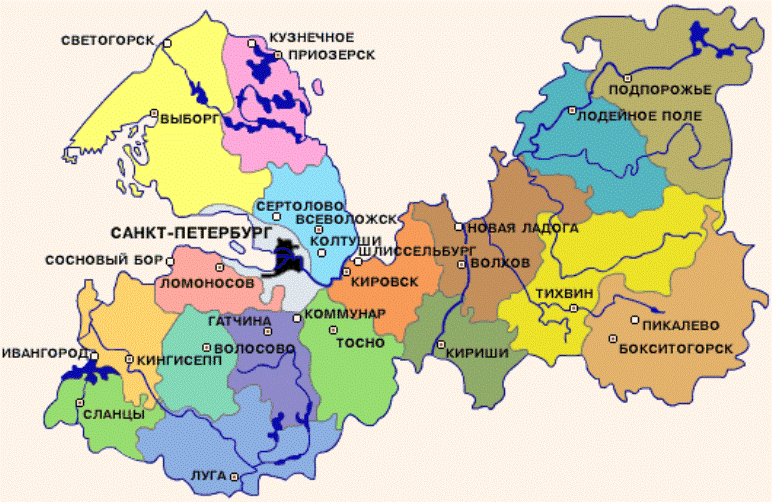 СВЕТОГОРСК
КУЗНЕЧНОЕ
ПРИОЗЕРСК
ВЫБОРГ
ПОДПОРОЖЬЕ
ЛОДЕЙНОЕ ПОЛЕ
СЕРТОЛОВО
ВСЕВОЛОЖСК
САНКТ-ПЕТЕРБУРГ
КОЛТУШИ
НОВАЯ ЛАДОГА
ШЛИССЕЛЬБУРГ
СОСНОВЫЙ БОР
ВОЛХОВ
ЛОМОНОСОВ
КИРОВСК
ТИХВИН
КОММУНАР
ГАТЧИНА
ПИКАЛЕВО
ТОСНО
БОКСИТОГОРСК
ВОЛОСОВО
КИРИШИ
ИВАНГОРОД
КИНГИСЕПП
СЛАНЦЫ
ЛУГА